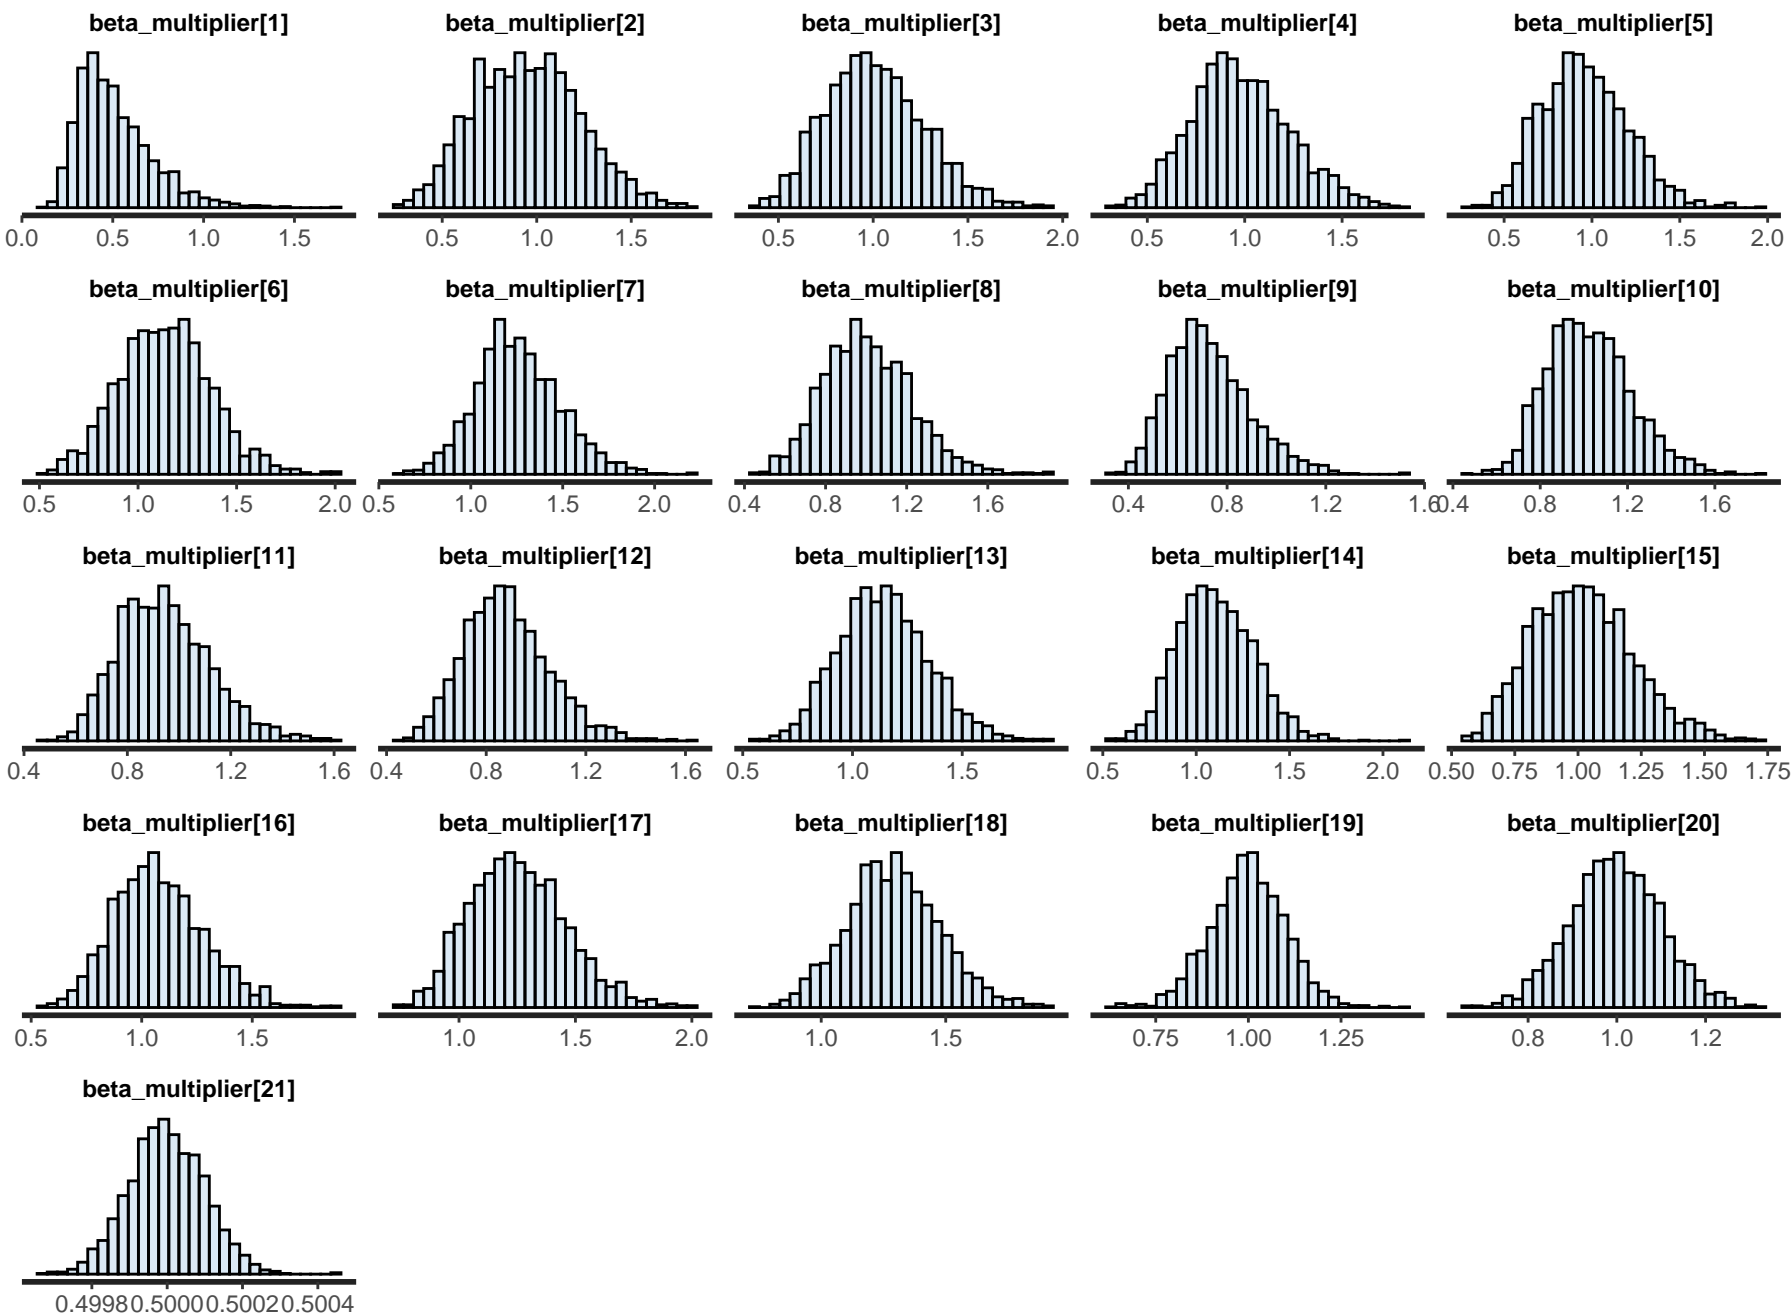 beta_multiplier[1] beta_multiplier[2] beta_multiplier[3] beta_multiplier[4] beta_multiplier[5]
0.0 0.5 1.0 1.5 0.5 1.0 1.5 0.5 1.0 1.5 2.0 0.5 1.0 1.5 0.5 1.0 1.5 2.0
beta_multiplier[6] beta_multiplier[7] beta_multiplier[8] beta_multiplier[9] beta_multiplier[10]
0.5 1.0 1.5 2.0 0.5 1.0 1.5 2.0 0.4 0.8 1.2 1.6 0.4 0.8 1.2 1.6 0.4 0.8 1.2 1.6
beta_multiplier[11] beta_multiplier[12] beta_multiplier[13] beta_multiplier[14] beta_multiplier[15]
0.4 0.8 1.2 1.6 0.4 0.8 1.2 1.6 0.5 1.0 1.5 0.5 1.0 1.5 2.0 0.50 0.75 1.00 1.25 1.50 1.75
beta_multiplier[16] beta_multiplier[17] beta_multiplier[18] beta_multiplier[19] beta_multiplier[20]
0.5 1.0 1.5 1.0 1.5 2.0 1.0 1.5 0.75 1.00 1.25 0.8 1.0 1.2
beta_multiplier[21]
0.4998 0.5000 0.5002 0.5004